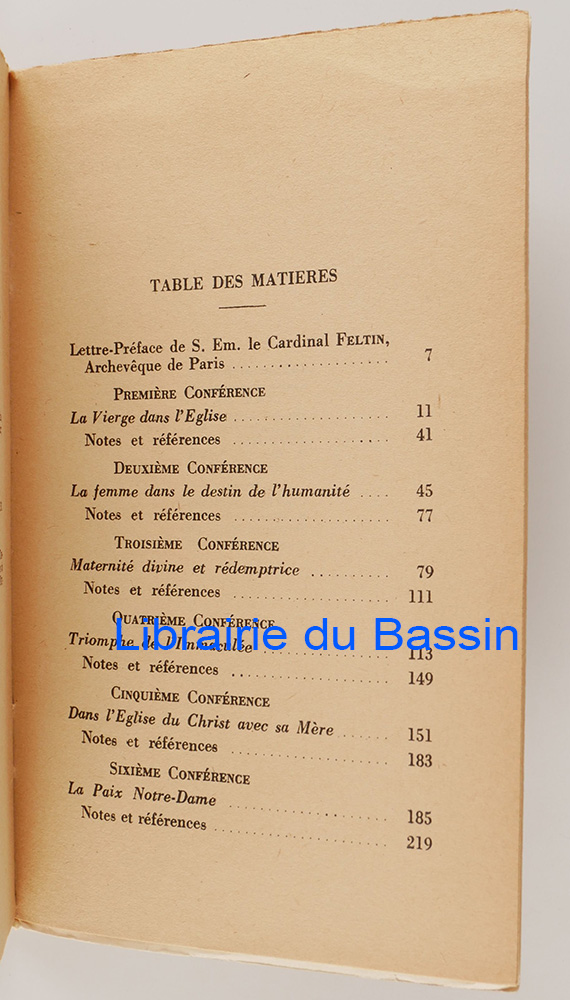 TABLE DES MATIERES
Lettre-Préface de S. Em. le Cardinal FELTIN,
Archevêque de Paris .................... 7
PREMIÈRE CONFÉRENCE
La Vierge dans l'Eglise .................... 11
Notes et références .................... 41
DEUXIÈME CONFÉRENCE
La femme dans le destin de l'humanité .... 45
Notes et références .................... 77
TROISIÈME CONFÉRENCE
Maternité divine et rédemptrice .......... 79
Notes et références .................... 111
QUATRIÈME CONFÉRENCE
Librairie du Bassin
Triomphe de l'Immaculée .................... 113
Notes et références .................... 149
CINQUIÈME CONFÉRENCE
Dans l'Eglise du Christ avec sa Mère ...... 151
Notes et références .................... 183
SIXIÈME CONFÉRENCE
La Paix Notre-Dame .................... 185
Notes et références .................... 219